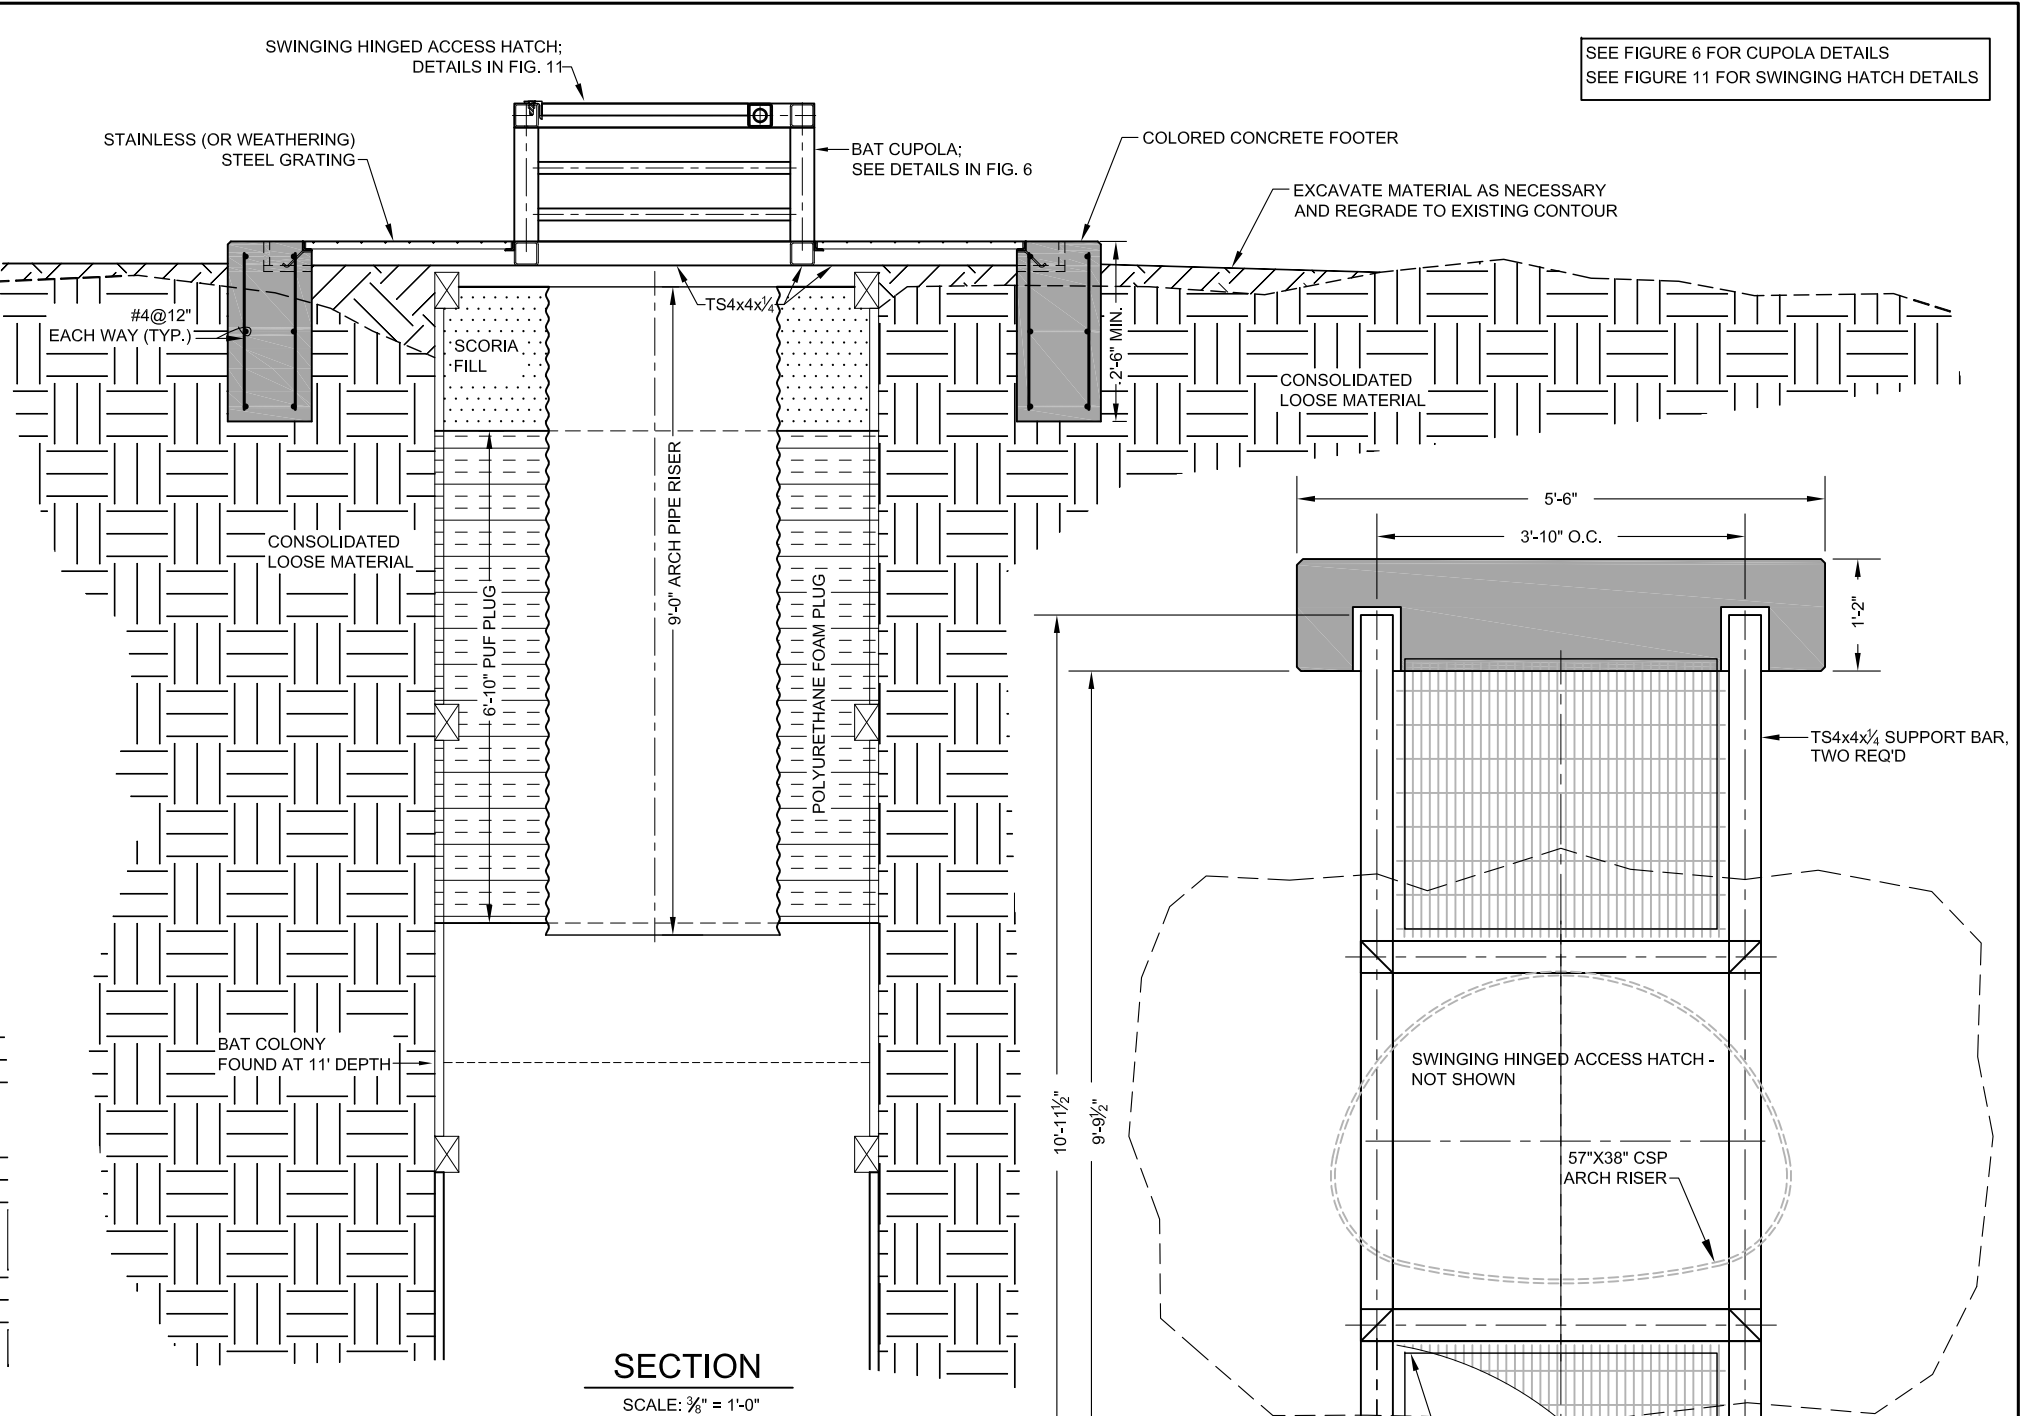 SWINGING HINGED ACCESS HATCH;
DETAILS IN FIG. 11
SEE FIGURE 6 FOR CUPOLA DETAILS
SEE FIGURE 11 FOR SWINGING HATCH DETAILS
STAINLESS (OR WEATHERING)
STEEL GRATING
BAT CUPOLA;
SEE DETAILS IN FIG. 6
COLORED CONCRETE FOOTER
EXCAVATE MATERIAL AS NECESSARY
AND REGRADE TO EXISTING CONTOUR
#4@12"
EACH WAY (TYP.)
TS4x4x¼
SCORIA
FILL
2'-6" MIN.
CONSOLIDATED
LOOSE MATERIAL
CONSOLIDATED
LOOSE MATERIAL
6'-10" PUF PLUG
9'-0" ARCH PIPE RISER
POLYURETHANE FOAM PLUG
BAT COLONY
FOUND AT 11' DEPTH
SECTION
SCALE: ⅜" = 1'-0"
5'-6"
3'-10" O.C.
1'-2"
TS4x4x¼ SUPPORT BAR,
TWO REQ'D
10'-11½"
9'-9½"
SWINGING HINGED ACCESS HATCH -
NOT SHOWN
57"X38" CSP
ARCH RISER